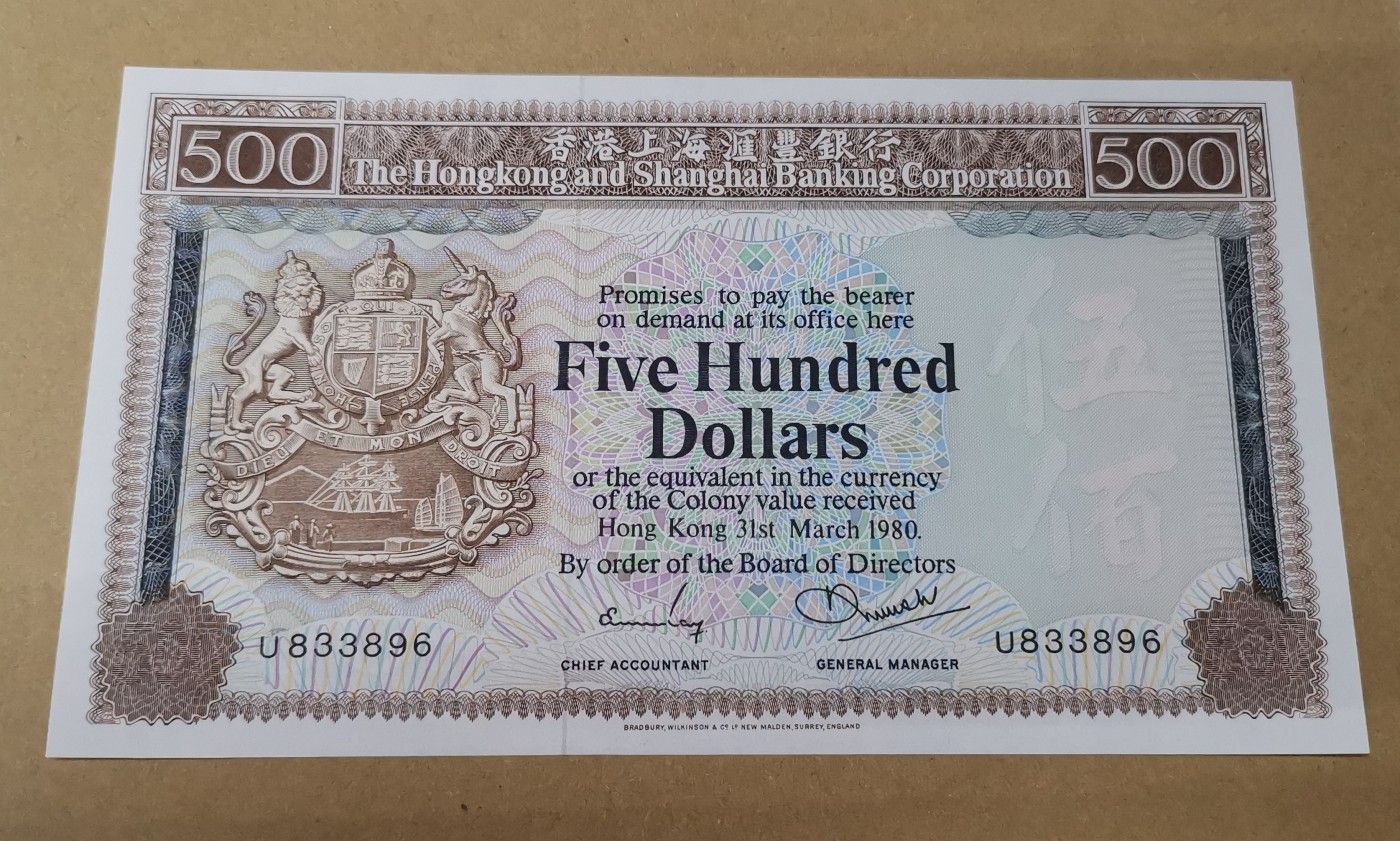 500
香港上海滙豐銀行
The Hongkong and Shanghai Banking Corporation
500
Promises to pay the bearer
on demand at its office here
Five Hundred
Dollars
or the equivalent in the currency
of the Colony value received
Hong Kong 31st March 1980.
By order of the Board of Directors
伍
佰
QUI
DIEU ET MON DROIT
U833896
CHIEF ACCOUNTANT
GENERAL MANAGER
U833896
BRADBURY, WILKINSON & Cº Lᴰ NEW MALDEN, SURREY, ENGLAND